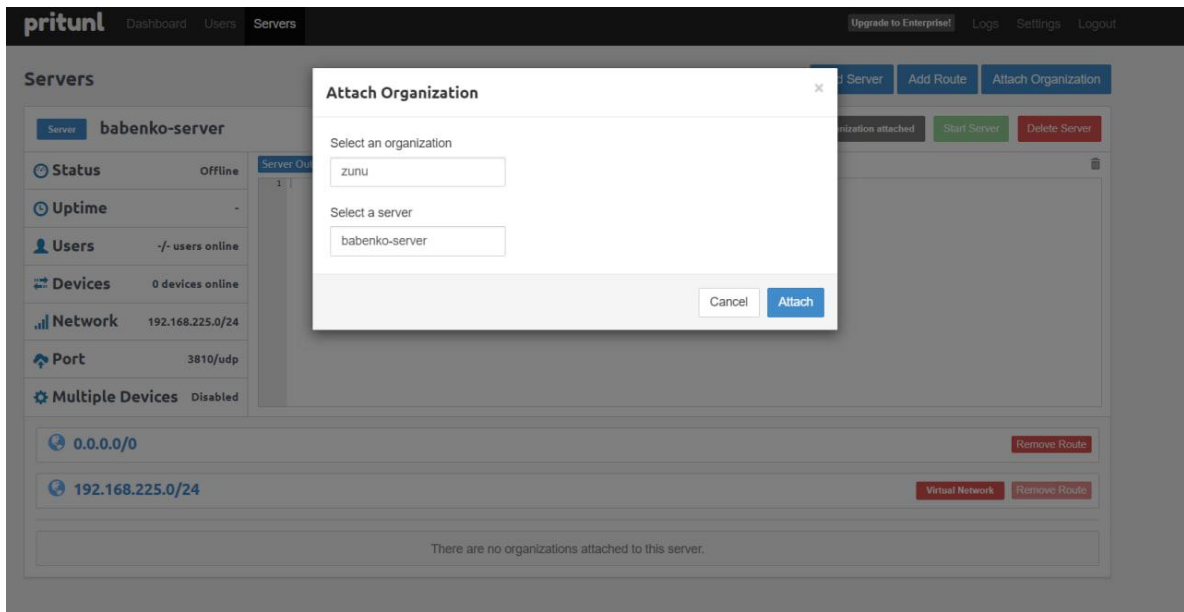 pritunl Dashboard Users Servers Upgrade to Enterprise! Logs Settings Logout
Servers
Server Add Route Attach Organization
Attach Organization ×
Server babenko-server
attached Start Server Delete Server
Select an organization
zunu
Status Offline
Server
1
Uptime -
Select a server
babenko-server
Users -/- users online
Devices 0 devices online
Cancel Attach
Network 192.168.225.0/24
Port 3810/udp
Multiple Devices Disabled
0.0.0.0/0 Remove Route
192.168.225.0/24 Virtual Network Remove Route
There are no organizations attached to this server.